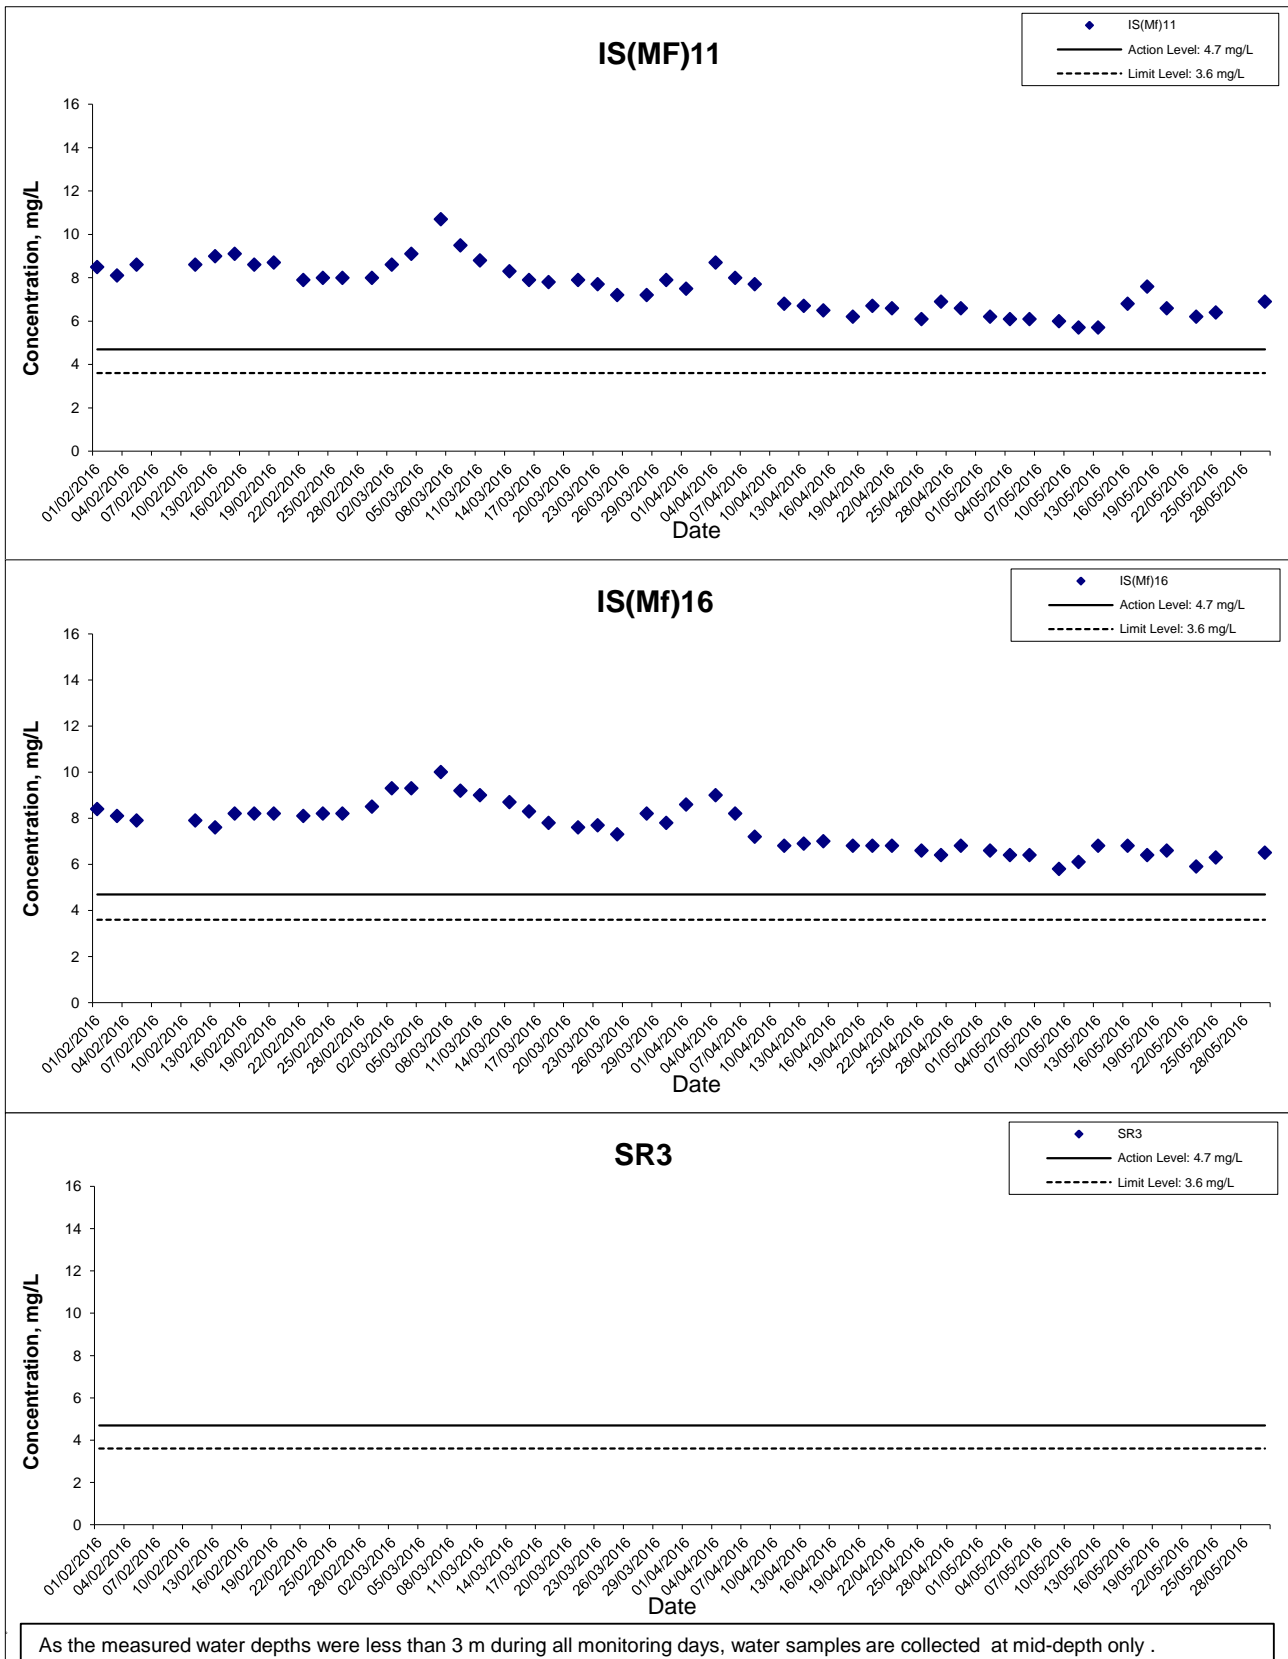 IS(MF)11
IS(Mf)11
Action Level: 4.7 mg/L
Limit Level: 3.6 mg/L
Concentration, mg/L
16
14
12
10
8
6
4
2
0
01/02/2016 04/02/2016 07/02/2016 10/02/2016 13/02/2016 16/02/2016 19/02/2016 22/02/2016 25/02/2016 28/02/2016 02/03/2016 05/03/2016 08/03/2016 11/03/2016 14/03/2016 17/03/2016 20/03/2016 23/03/2016 26/03/2016 29/03/2016 01/04/2016 04/04/2016 07/04/2016 10/04/2016 13/04/2016 16/04/2016 19/04/2016 22/04/2016 25/04/2016 28/04/2016 01/05/2016 04/05/2016 07/05/2016 10/05/2016 13/05/2016 16/05/2016 19/05/2016 22/05/2016 25/05/2016 28/05/2016
Date
IS(Mf)16
IS(Mf)16
Action Level: 4.7 mg/L
Limit Level: 3.6 mg/L
Concentration, mg/L
16
14
12
10
8
6
4
2
0
01/02/2016 04/02/2016 07/02/2016 10/02/2016 13/02/2016 16/02/2016 19/02/2016 22/02/2016 25/02/2016 28/02/2016 02/03/2016 05/03/2016 08/03/2016 11/03/2016 14/03/2016 17/03/2016 20/03/2016 23/03/2016 26/03/2016 29/03/2016 01/04/2016 04/04/2016 07/04/2016 10/04/2016 13/04/2016 16/04/2016 19/04/2016 22/04/2016 25/04/2016 28/04/2016 01/05/2016 04/05/2016 07/05/2016 10/05/2016 13/05/2016 16/05/2016 19/05/2016 22/05/2016 25/05/2016 28/05/2016
Date
SR3
SR3
Action Level: 4.7 mg/L
Limit Level: 3.6 mg/L
Concentration, mg/L
16
14
12
10
8
6
4
2
0
01/02/2016 04/02/2016 07/02/2016 10/02/2016 13/02/2016 16/02/2016 19/02/2016 22/02/2016 25/02/2016 28/02/2016 02/03/2016 05/03/2016 08/03/2016 11/03/2016 14/03/2016 17/03/2016 20/03/2016 23/03/2016 26/03/2016 29/03/2016 01/04/2016 04/04/2016 07/04/2016 10/04/2016 13/04/2016 16/04/2016 19/04/2016 22/04/2016 25/04/2016 28/04/2016 01/05/2016 04/05/2016 07/05/2016 10/05/2016 13/05/2016 16/05/2016 19/05/2016 22/05/2016 25/05/2016 28/05/2016
Date
As the measured water depths were less than 3 m during all monitoring days, water samples are collected at mid-depth only .